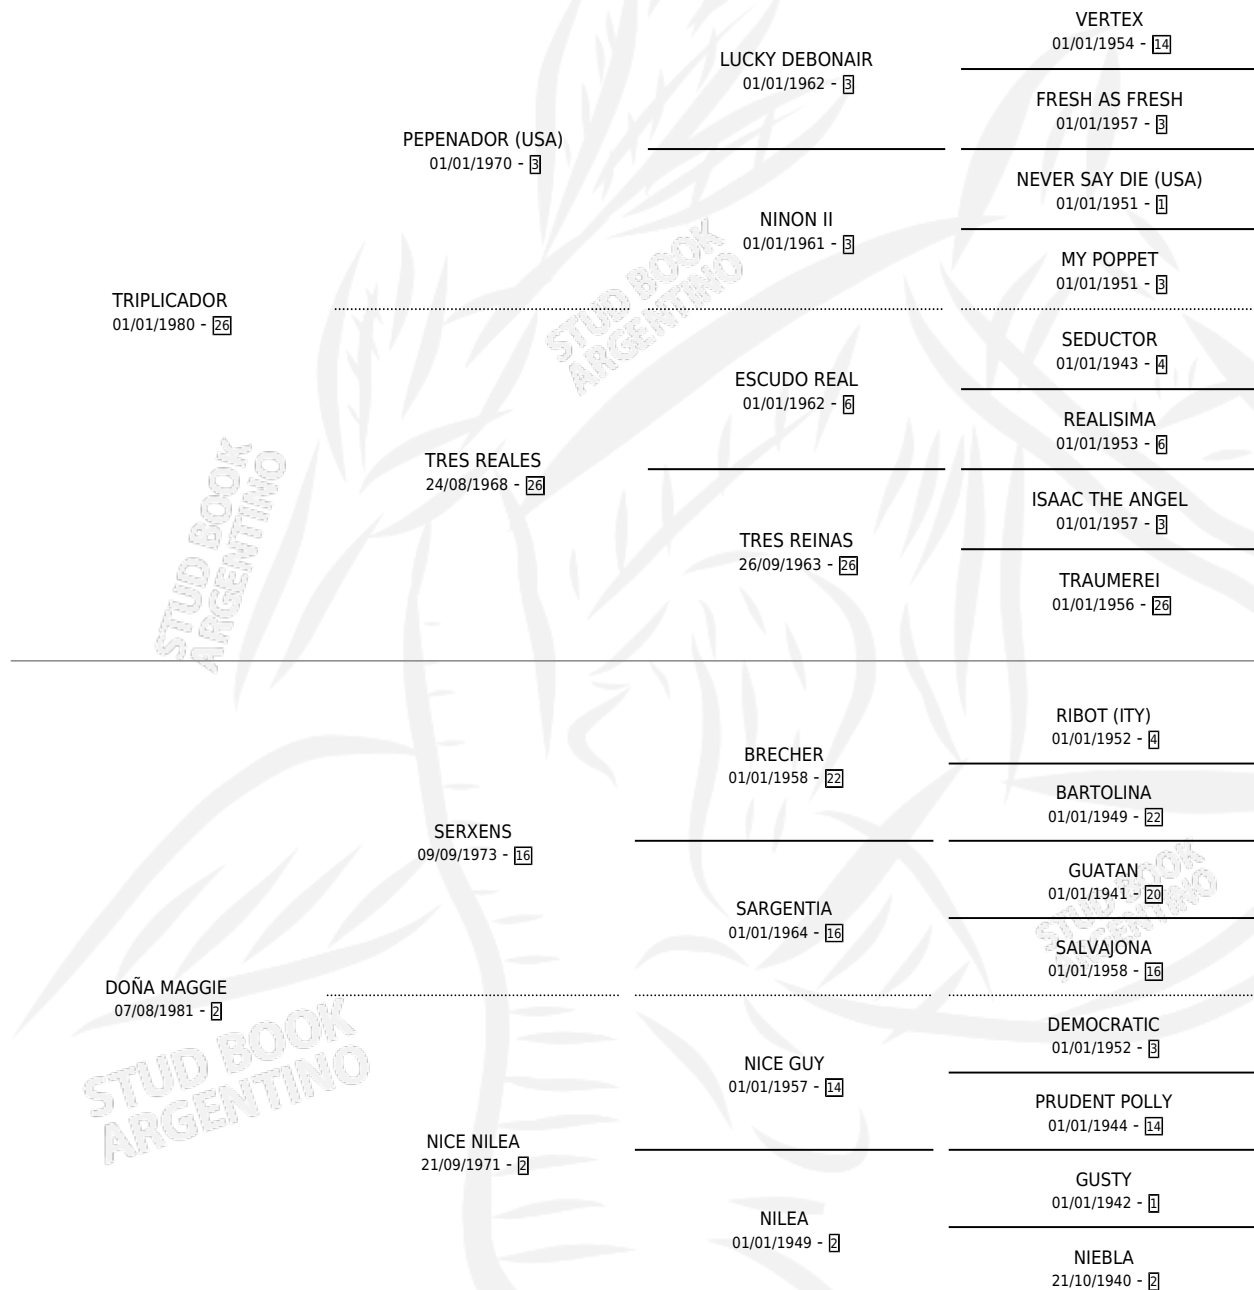 VERTEX
01/01/1954 - 14
LUCKY DEBONAIR
01/01/1962 - 3
FRESH AS FRESH
01/01/1957 - 3
PEPENADOR (USA)
01/01/1970 - 3
NEVER SAY DIE (USA)
01/01/1951 - 1
NINON II
01/01/1961 - 3
MY POPPET
01/01/1951 - 3
TRIPLICADOR
01/01/1980 - 26
SEDUCTOR
01/01/1943 - 4
ESCUDO REAL
01/01/1962 - 6
REALISIMA
01/01/1953 - 6
TRES REALES
24/08/1968 - 26
ISAAC THE ANGEL
01/01/1957 - 3
TRES REINAS
26/09/1963 - 26
TRAUMEREI
01/01/1956 - 26
STUD BOOK
ARGENTINO
STUD BOOK
ARGENTINO
RIBOT (ITY)
01/01/1952 - 4
BRECHER
01/01/1958 - 22
BARTOLINA
01/01/1949 - 22
SERXENS
09/09/1973 - 16
GUATAN
01/01/1941 - 20
SARGENTIA
01/01/1964 - 16
SALVAJONA
01/01/1958 - 16
STUD BOOK
ARGENTINO
DOÑA MAGGIE
07/08/1981 - 2
DEMOCRATIC
01/01/1952 - 3
NICE GUY
01/01/1957 - 14
PRUDENT POLLY
01/01/1944 - 14
NICE NILEA
21/09/1971 - 2
GUSTY
01/01/1942 - 1
NILEA
01/01/1949 - 2
NIEBLA
21/10/1940 - 2
STUD BOOK
ARGENTINO